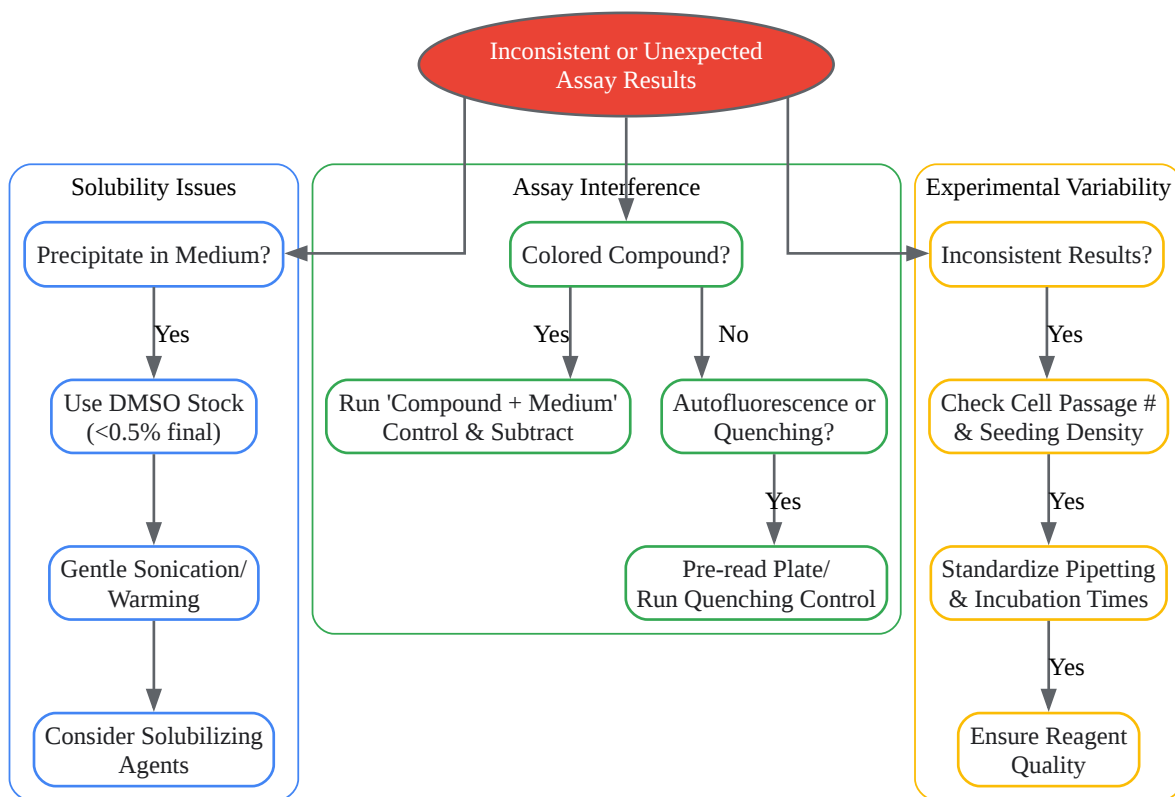 Inconsistent or Unexpected
Assay Results
Solubility Issues
Precipitate in Medium?
Yes
Use DMSO Stock
(<0.5% final)
Gentle Sonication/
Warming
Consider Solubilizing
Agents
Assay Interference
Colored Compound?
Yes
No
Run 'Compound + Medium'
Control & Subtract
Autofluorescence or
Quenching?
Yes
Pre-read Plate/
Run Quenching Control
Experimental Variability
Inconsistent Results?
Yes
Check Cell Passage #
& Seeding Density
Yes
Standardize Pipetting
& Incubation Times
Yes
Ensure Reagent
Quality